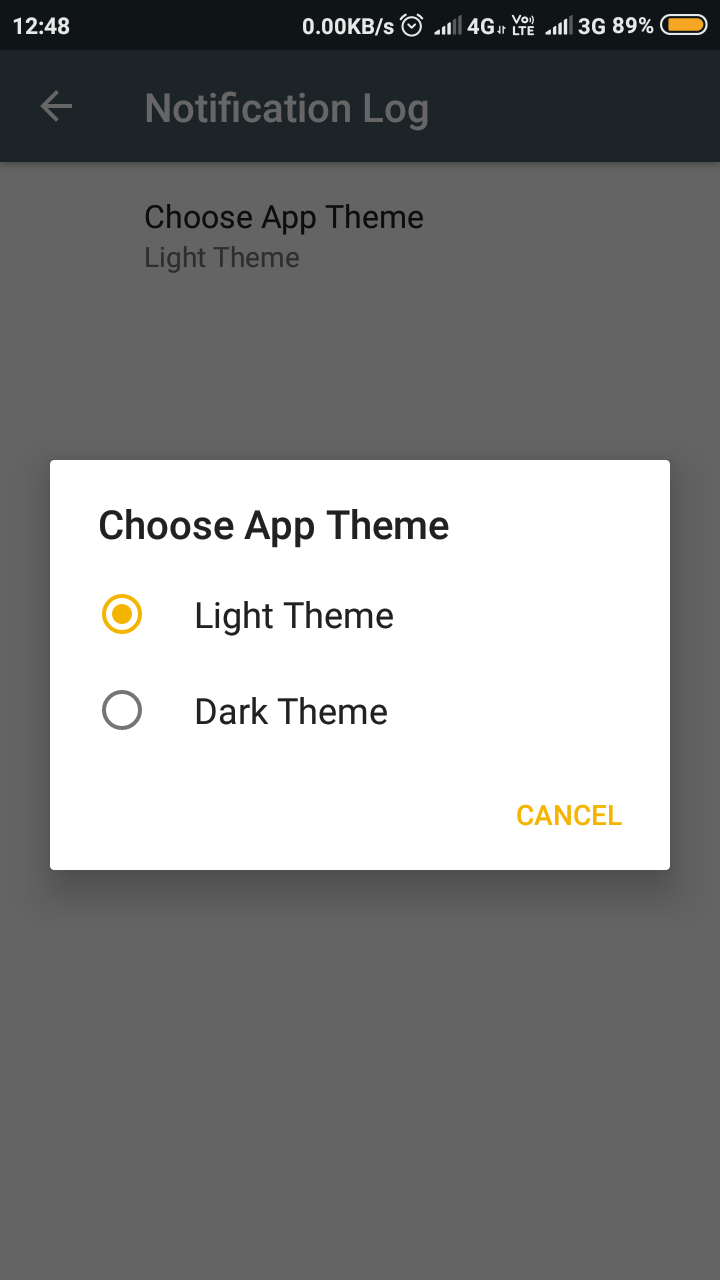 12:48 0.00KB/s 4G VoLTE 3G 89%
Notification Log
Choose App Theme
Light Theme
Choose App Theme
Light Theme
Dark Theme
CANCEL